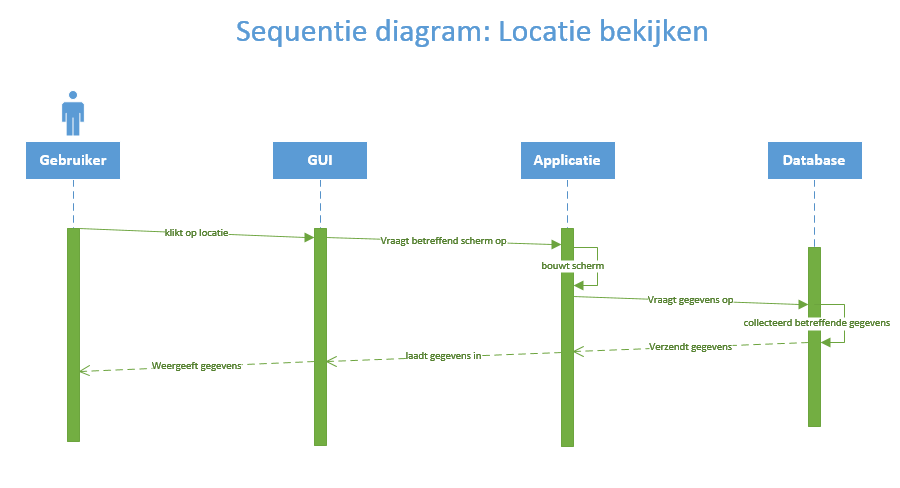 Sequentie diagram: Locatie bekijken
Gebruiker
GUI
Applicatie
Database
klikt op locatie
Vraagt betreffend scherm op
bouwt scherm
Vraagt gegevens op
collecteerd betreffende gegevens
Verzendt gegevens
laadt gegevens in
Weergeeft gegevens